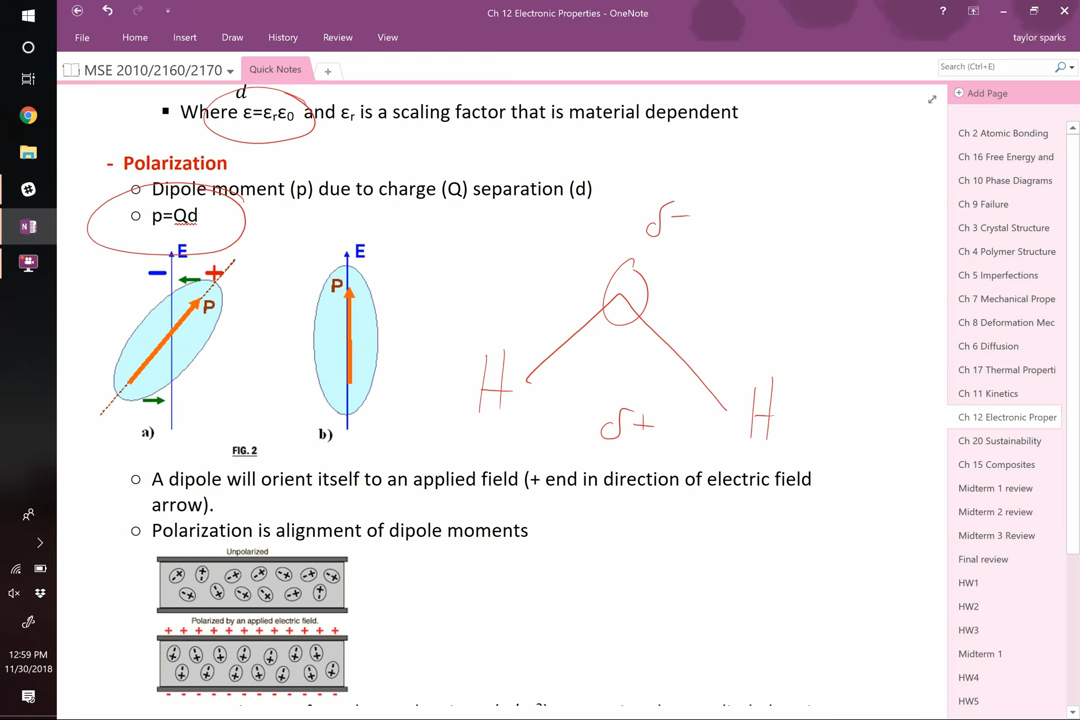 Ch 12 Electronic Properties - OneNote
?
File Home Insert Draw History Review View
taylor sparks
MSE 2010/2160/2170
Quick Notes
+
Search (Ctrl+E)
Add Page
d
▪ Where ε=εrε0 and εr is a scaling factor that is material dependent
- Polarization
○ Dipole moment (p) due to charge (Q) separation (d)
○ p=Qd
δ-
E
− +
P
a)
E
P
b)
FIG. 2
H
δ+
H
○ A dipole will orient itself to an applied field (+ end in direction of electric field
arrow).
○ Polarization is alignment of dipole moments
Unpolarized
Polarized by an applied electric field.
+ + + + + + + + + + + +
- - - - - - - - - - - -
Ch 2 Atomic Bonding
Ch 16 Free Energy and
Ch 10 Phase Diagrams
Ch 9 Failure
Ch 3 Crystal Structure
Ch 4 Polymer Structure
Ch 5 Imperfections
Ch 7 Mechanical Prope
Ch 8 Deformation Mec
Ch 6 Diffusion
Ch 17 Thermal Properti
Ch 11 Kinetics
Ch 12 Electronic Proper
Ch 20 Sustainability
Ch 15 Composites
Midterm 1 review
Midterm 2 review
Midterm 3 Review
Final review
HW1
HW2
HW3
Midterm 1
HW4
HW5
12:59 PM
11/30/2018